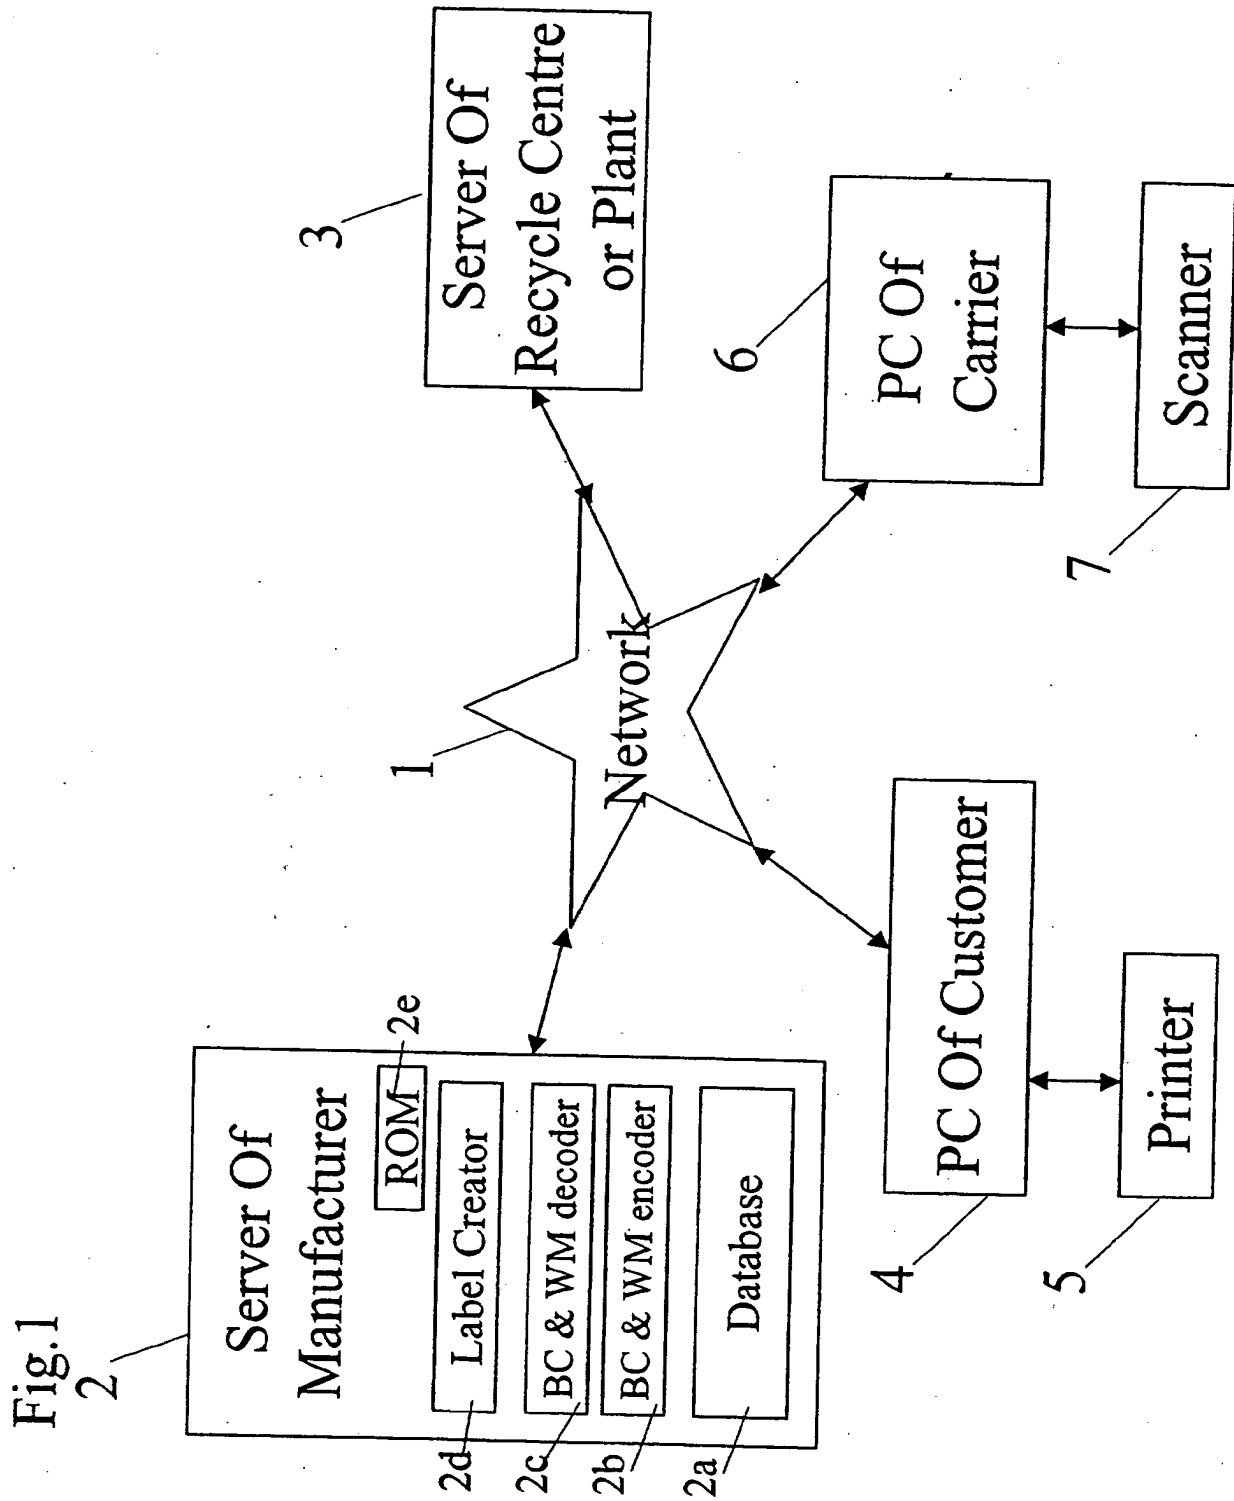 Fig.1
2
Server Of
Manufacturer
ROM
2e
2d
Label Creator
2c
BC & WM decoder
2b
BC & WM encoder
2a
Database
1
Network
3
Server Of
Recycle Centre
or Plant
4
PC Of Customer
5
Printer
6
PC Of
Carrier
7
Scanner